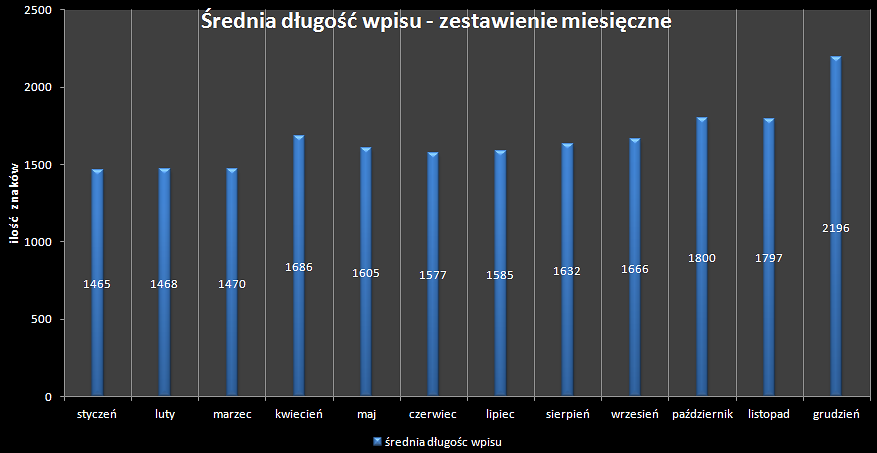 Średnia długość wpisu - zestawienie miesięczne
2500
2000
1500
1000
500
0
ilość znaków
1465
1468
1470
1686
1605
1577
1585
1632
1666
1800
1797
2196
styczeń
luty
marzec
kwiecień
maj
czerwiec
lipiec
sierpień
wrzesień
październik
listopad
grudzień
średnia długośc wpisu